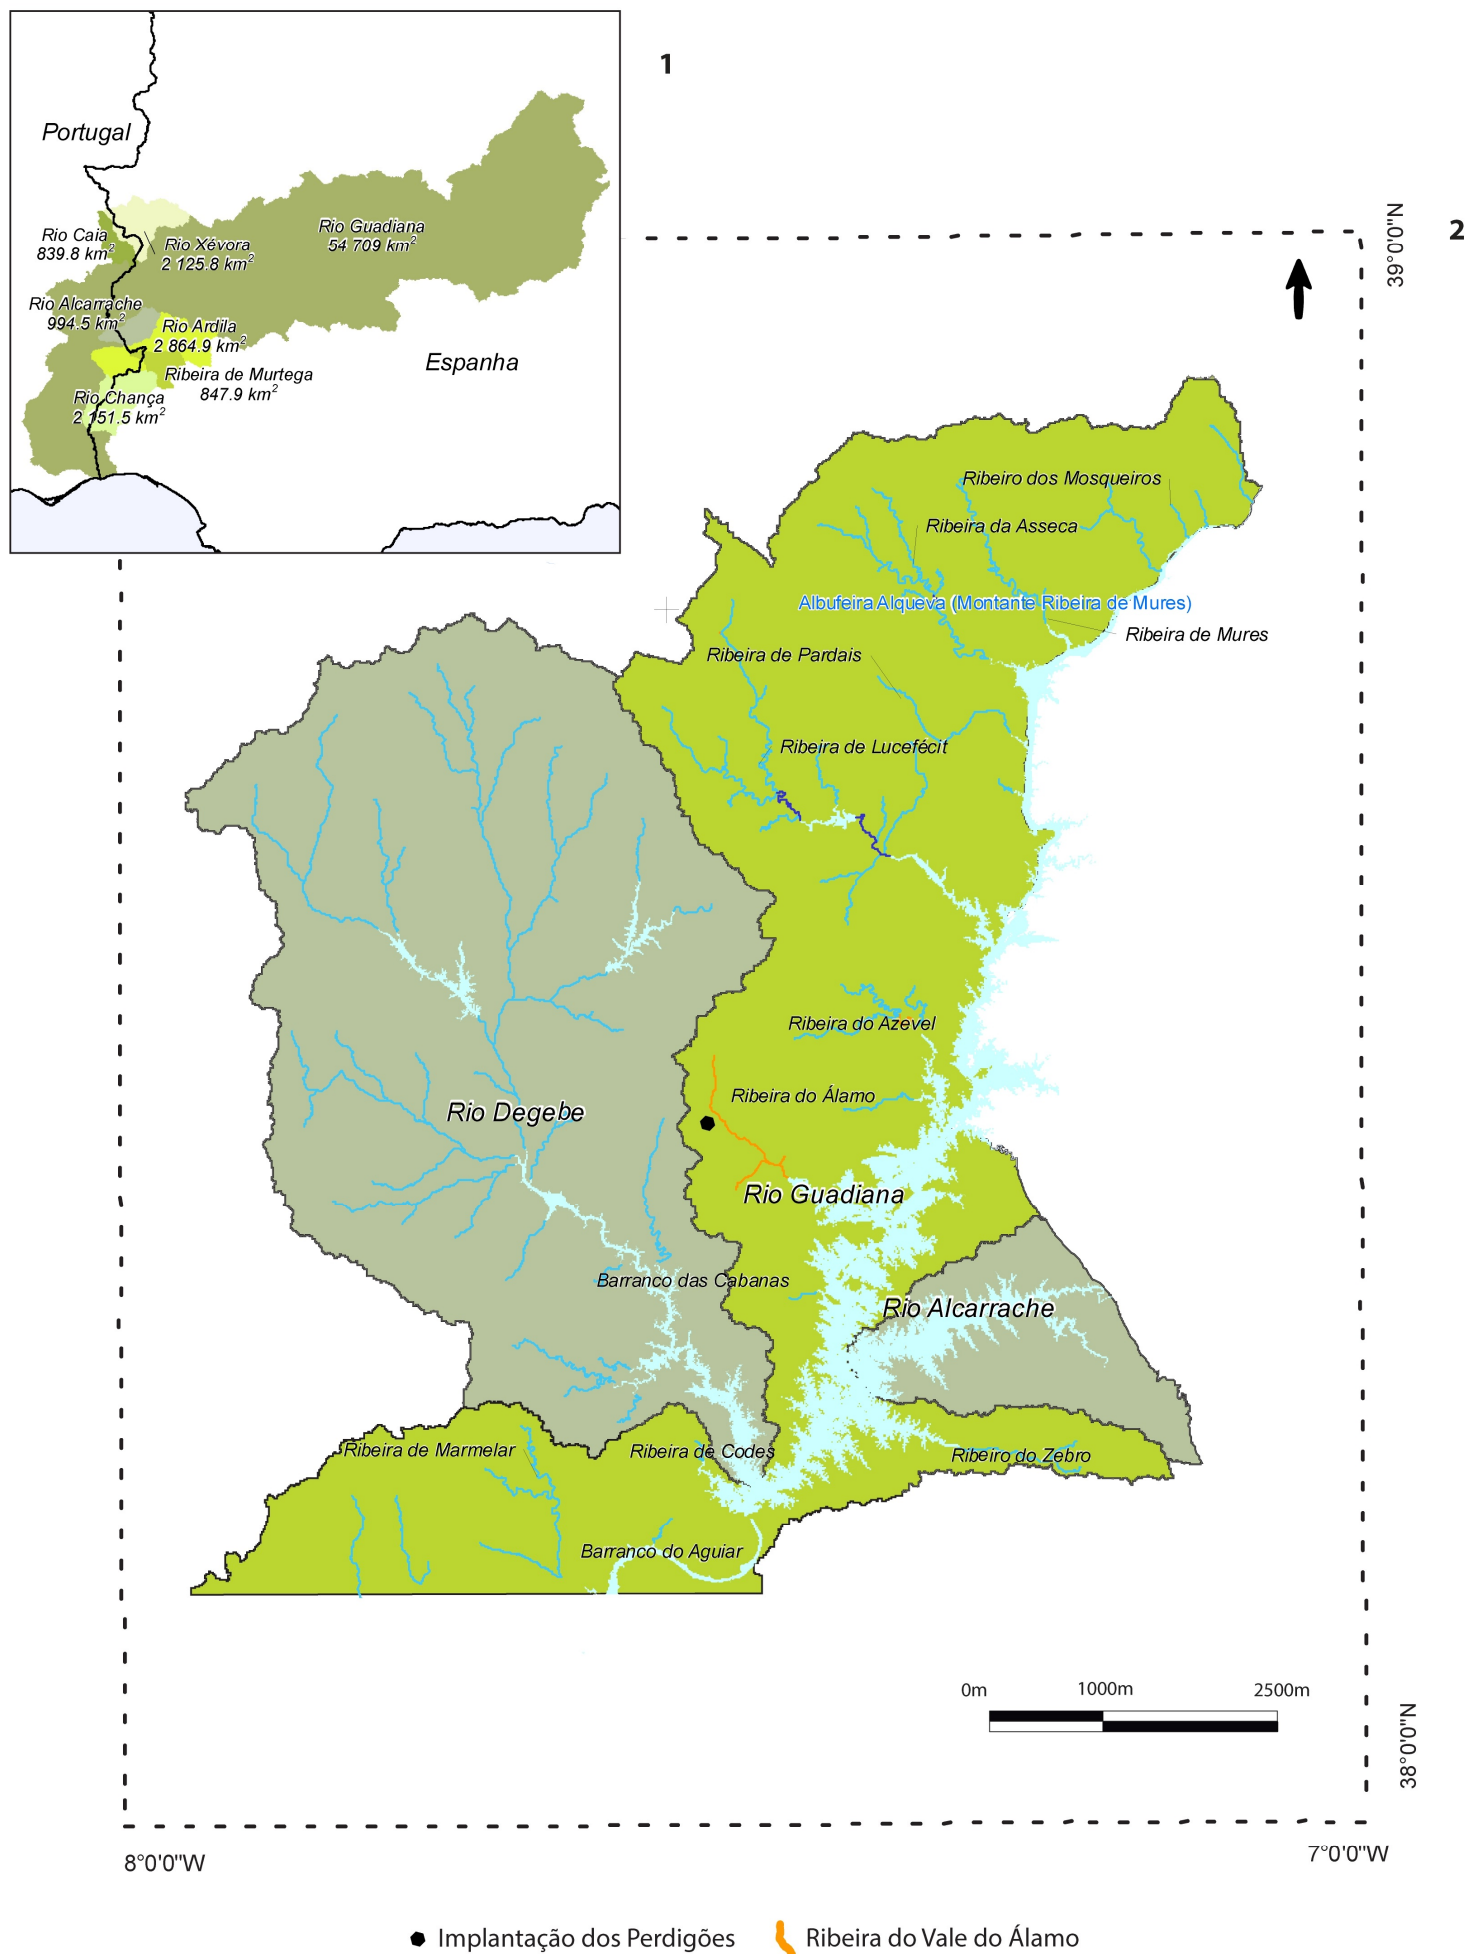 1
Portugal
Rio Guadiana
54 709 km²
Rio Caia
839.8 km²
Rio Xévora
2 125.8 km²
Rio Alcarrache
994.5 km²
Rio Ardila
2 864.9 km²
Espanha
Ribeira de Murtega
847.9 km²
Rio Chança
2 151.5 km²
2
39°0'0"N
Ribeiro dos Mosqueiros
Ribeira da Asseca
Albufeira Alqueva (Montante Ribeira de Mures)
Ribeira de Mures
Ribeira de Pardais
Ribeira de Lucefécit
Ribeira do Azevel
Ribeira do Álamo
Rio Degebe
Rio Guadiana
Barranco das Cabanas
Rio Alcarrache
Ribeira de Marmelar
Ribeira de Codes
Ribeiro do Zebro
Barranco do Aguiar
0m
1000m
2500m
38°0'0"N
8°0'0"W
7°0'0"W
Implantação dos Perdigões
Ribeira do Vale do Álamo